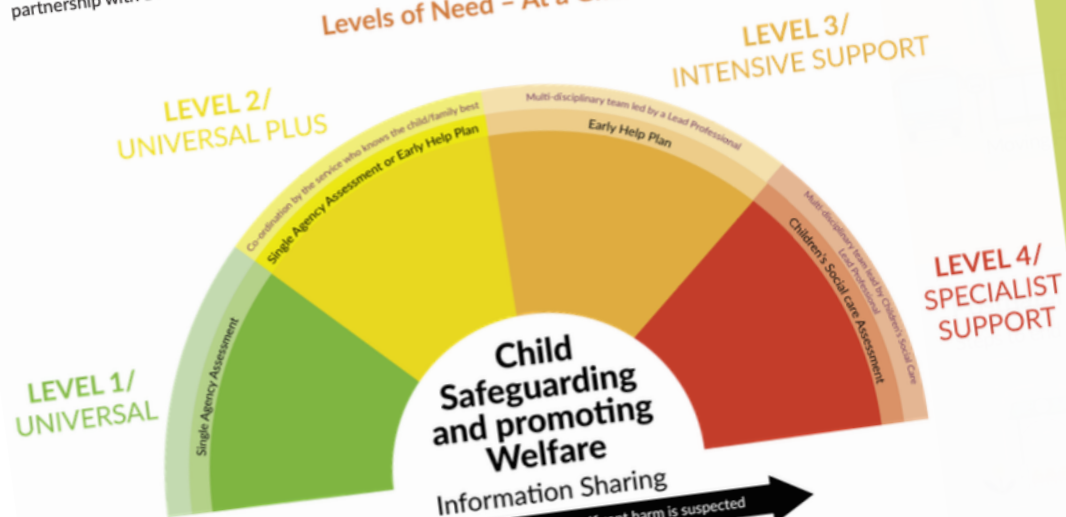 partnership with
Levels of Need – At a
LEVEL 3/
INTENSIVE SUPPORT
LEVEL 2/
UNIVERSAL PLUS
Multi-disciplinary team led by a Lead Professional
Early Help Plan
Co-ordination by the service who knows the child/family best
Single Agency Assessment or Early Help Plan
Multi-disciplinary team lead by Children's Social Care
Lead Professional
Children's Social care Assessment
LEVEL 4/
SPECIALIST
SUPPORT
LEVEL 1/
UNIVERSAL
Single Agency Assessment
Child
Safeguarding
and promoting
Welfare
Information Sharing
harm is suspected